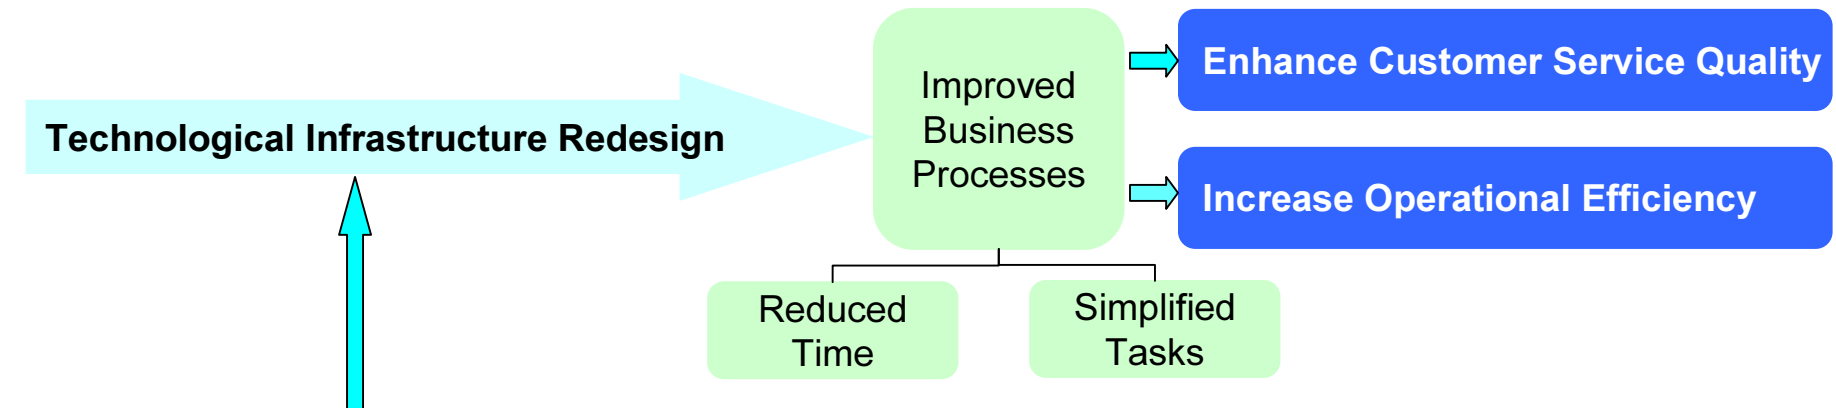 Technological Infrastructure Redesign
Improved
Business
Processes
Enhance Customer Service Quality
Increase Operational Efficiency
Reduced
Time
Simplified
Tasks